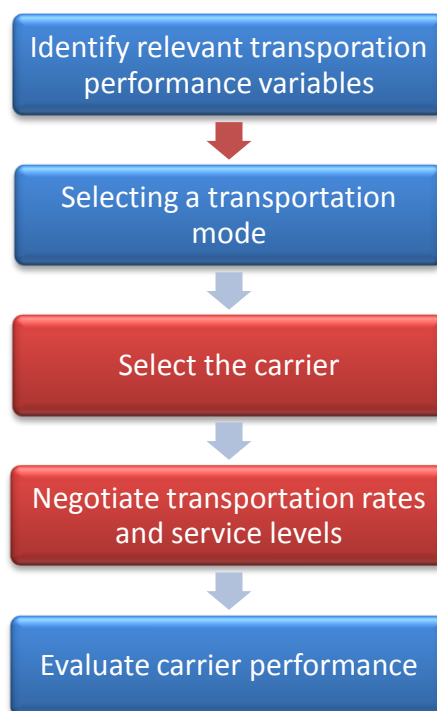 Identify relevant transporation
performance variables
Selecting a transportation
mode
Select the carrier
Negotiate transportation rates
and service levels
Evaluate carrier performance